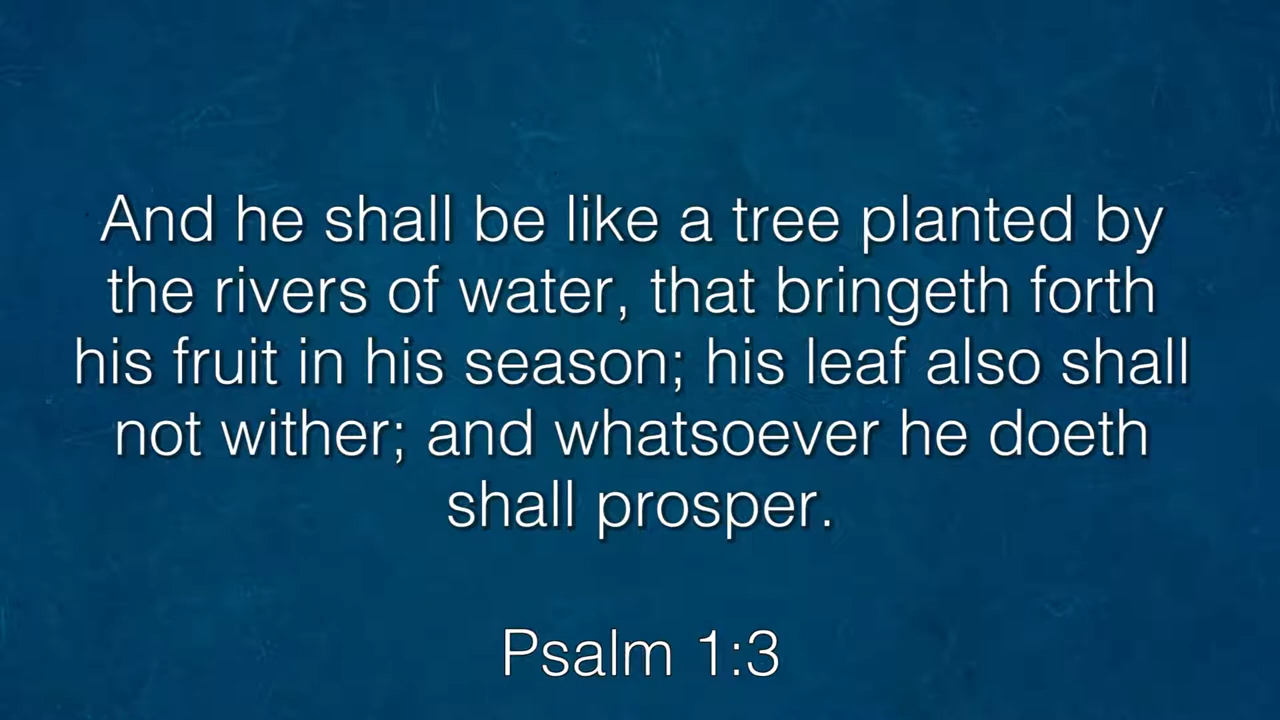 And he shall be like a tree planted by
the rivers of water, that bringeth forth
his fruit in his season; his leaf also shall
not wither; and whatsoever he doeth
shall prosper.
Psalm 1:3